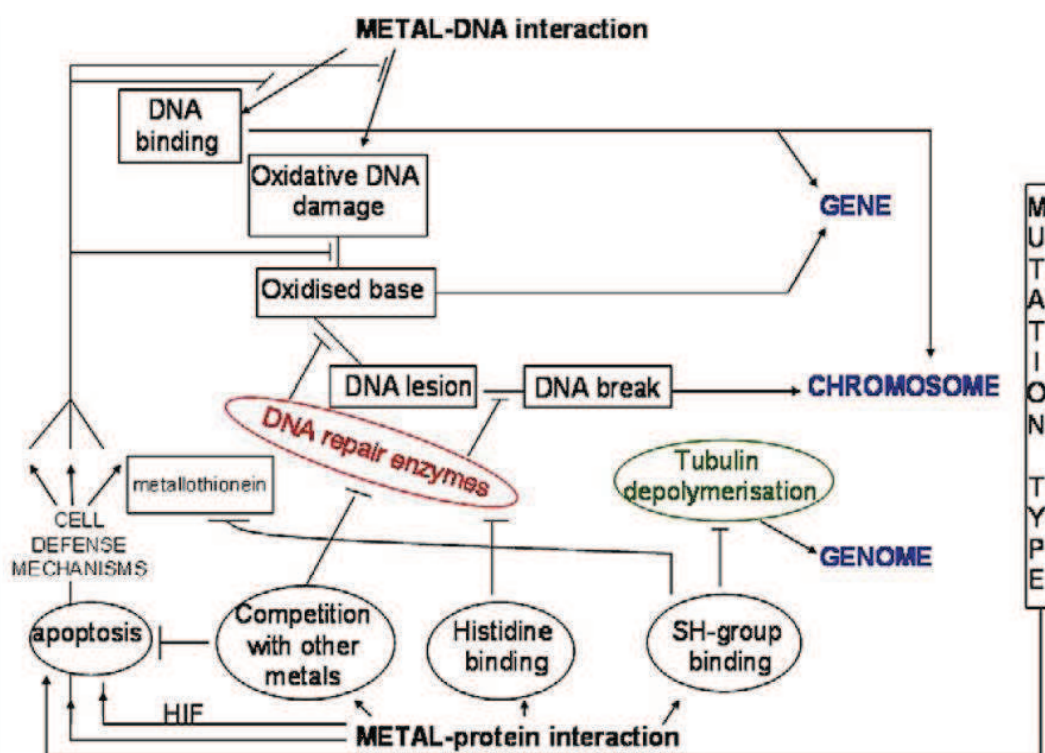 METAL-DNA interaction
DNA
binding
Oxidative DNA
damage
GENE
Oxidised base
DNA lesion
DNA break
CHROMOSOME
DNA repair enzymes
metallothionein
Tubulin
depolymerisation
CELL
DEFENSE
MECHANISMS
GENOME
apoptosis
Competition
with other
metals
Histidine
binding
SH-group
binding
HIF
METAL-protein interaction
MUTATION TYPE